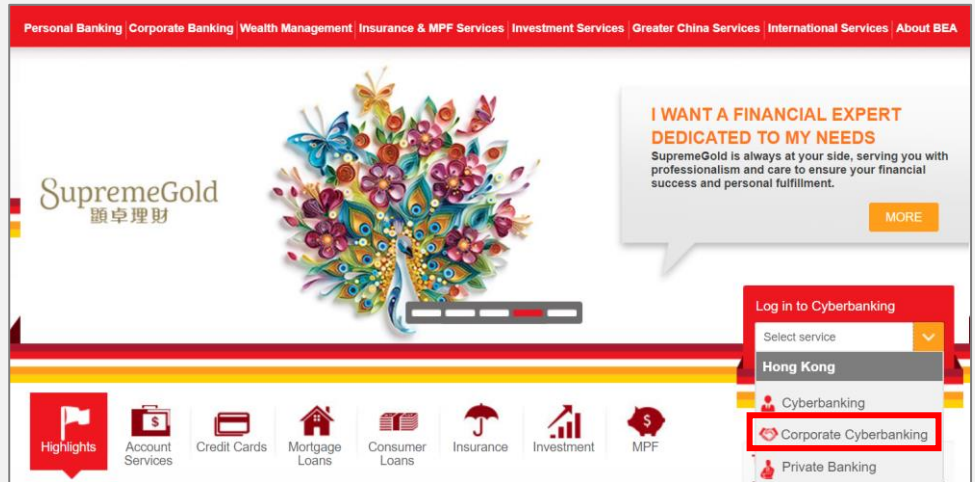 Personal Banking Corporate Banking Wealth Management Insurance & MPF Services Investment Services Greater China Services International Services About BEA
SupremeGold
顯卓理財
I WANT A FINANCIAL EXPERT
DEDICATED TO MY NEEDS
SupremeGold is always at your side, serving you with
professionalism and care to ensure your financial
success and personal fulfillment.
MORE
Log in to Cyberbanking
Select service
Hong Kong
Cyberbanking
Corporate Cyberbanking
Private Banking
Highlights
Account
Services
Credit Cards
Mortgage
Loans
Consumer
Loans
Insurance
Investment
MPF